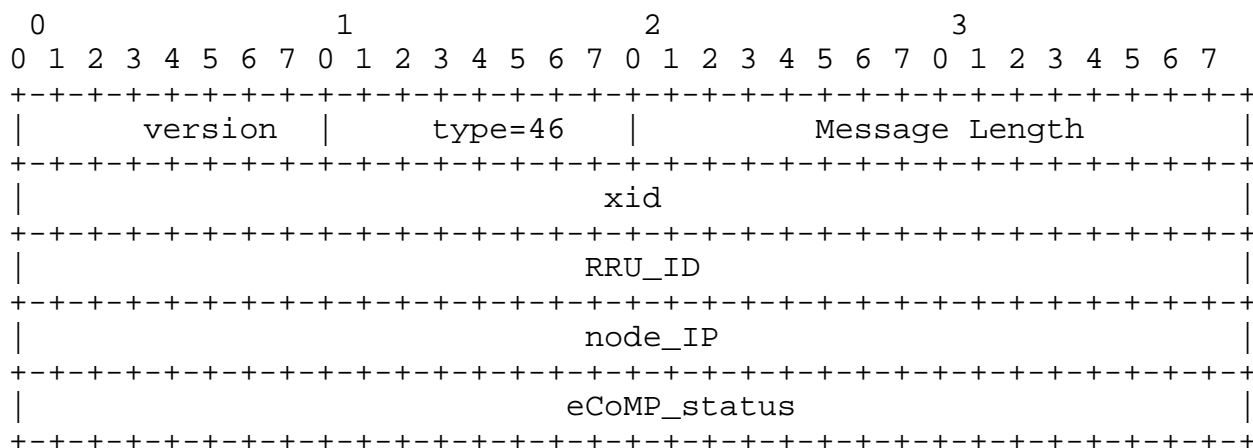 0 1 2 3
0 1 2 3 4 5 6 7 0 1 2 3 4 5 6 7 0 1 2 3 4 5 6 7 0 1 2 3 4 5 6 7
+-+-+-+-+-+-+-+-+-+-+-+-+-+-+-+-+-+-+-+-+-+-+-+-+-+-+-+-+-+-+-+-+
| version | type=46 | Message Length |
+-+-+-+-+-+-+-+-+-+-+-+-+-+-+-+-+-+-+-+-+-+-+-+-+-+-+-+-+-+-+-+-+
| xid |
+-+-+-+-+-+-+-+-+-+-+-+-+-+-+-+-+-+-+-+-+-+-+-+-+-+-+-+-+-+-+-+-+
| RRU_ID |
+-+-+-+-+-+-+-+-+-+-+-+-+-+-+-+-+-+-+-+-+-+-+-+-+-+-+-+-+-+-+-+-+
| node_IP |
+-+-+-+-+-+-+-+-+-+-+-+-+-+-+-+-+-+-+-+-+-+-+-+-+-+-+-+-+-+-+-+-+
| eCoMP_status |
+-+-+-+-+-+-+-+-+-+-+-+-+-+-+-+-+-+-+-+-+-+-+-+-+-+-+-+-+-+-+-+-+